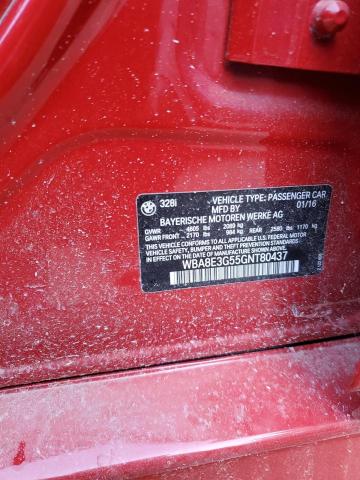 328i VEHICLE TYPE: PASSENGER CAR
MFD BY 01/16
BAYERISCHE MOTOREN WERKE AG
GVWR 4605 lbs 2089 kg
GAWR FRONT 2170 lbs 984 kg REAR 2580 lbs 1170 kg
THIS VEHICLE CONFORMS TO ALL APPLICABLE U.S. FEDERAL MOTOR
VEHICLE SAFETY, BUMPER, AND THEFT PREVENTION STANDARDS IN EFFECT
ON THE DATE OF MANUFACTURE SHOWN ABOVE.
WBA8E3G55GNT80437